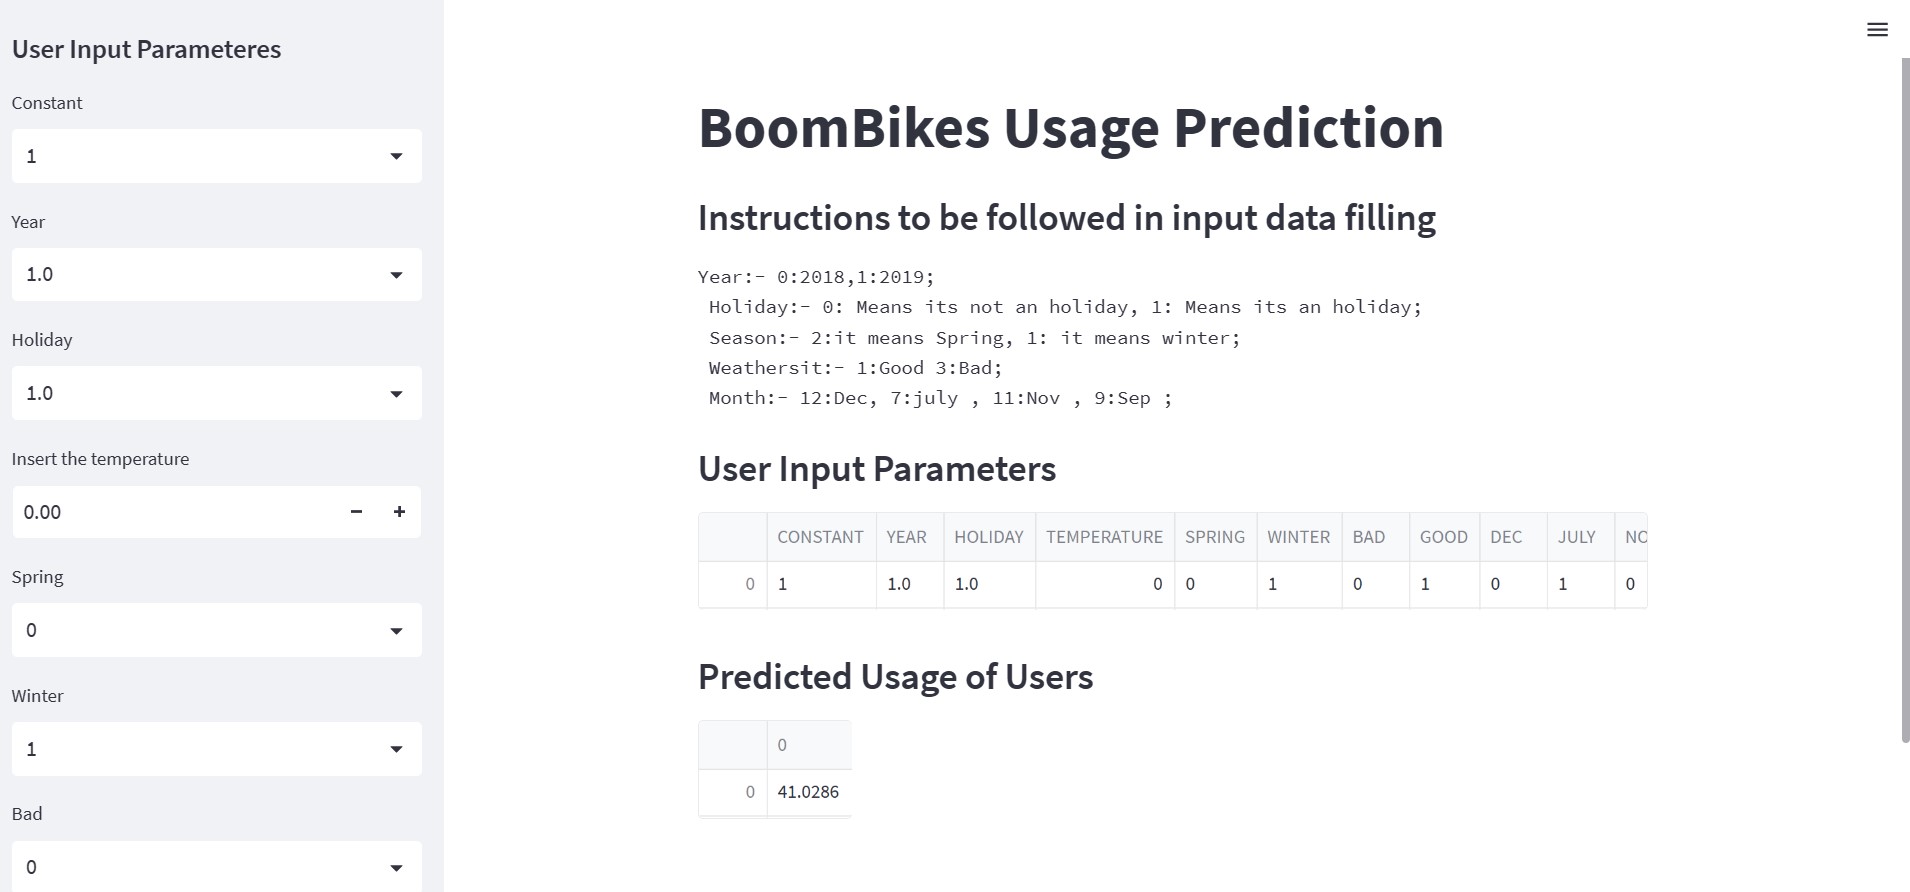 User Input Parameteres
Constant
1
Year
1.0
Holiday
1.0
Insert the temperature
0.00
Spring
0
Winter
1
Bad
0
BoomBikes Usage Prediction
Instructions to be followed in input data filling
Year:- 0:2018,1:2019;
Holiday:- 0: Means its not an holiday, 1: Means its an holiday;
Season:- 2:it means Spring, 1: it means winter;
Weathersit:- 1:Good 3:Bad;
Month:- 12:Dec, 7:july , 11:Nov , 9:Sep ;
User Input Parameters
CONSTANT YEAR HOLIDAY TEMPERATURE SPRING WINTER BAD GOOD DEC JULY NO
0 1 1.0 1.0 0 0 1 0 1 0 1 0
Predicted Usage of Users
0
0 41.0286